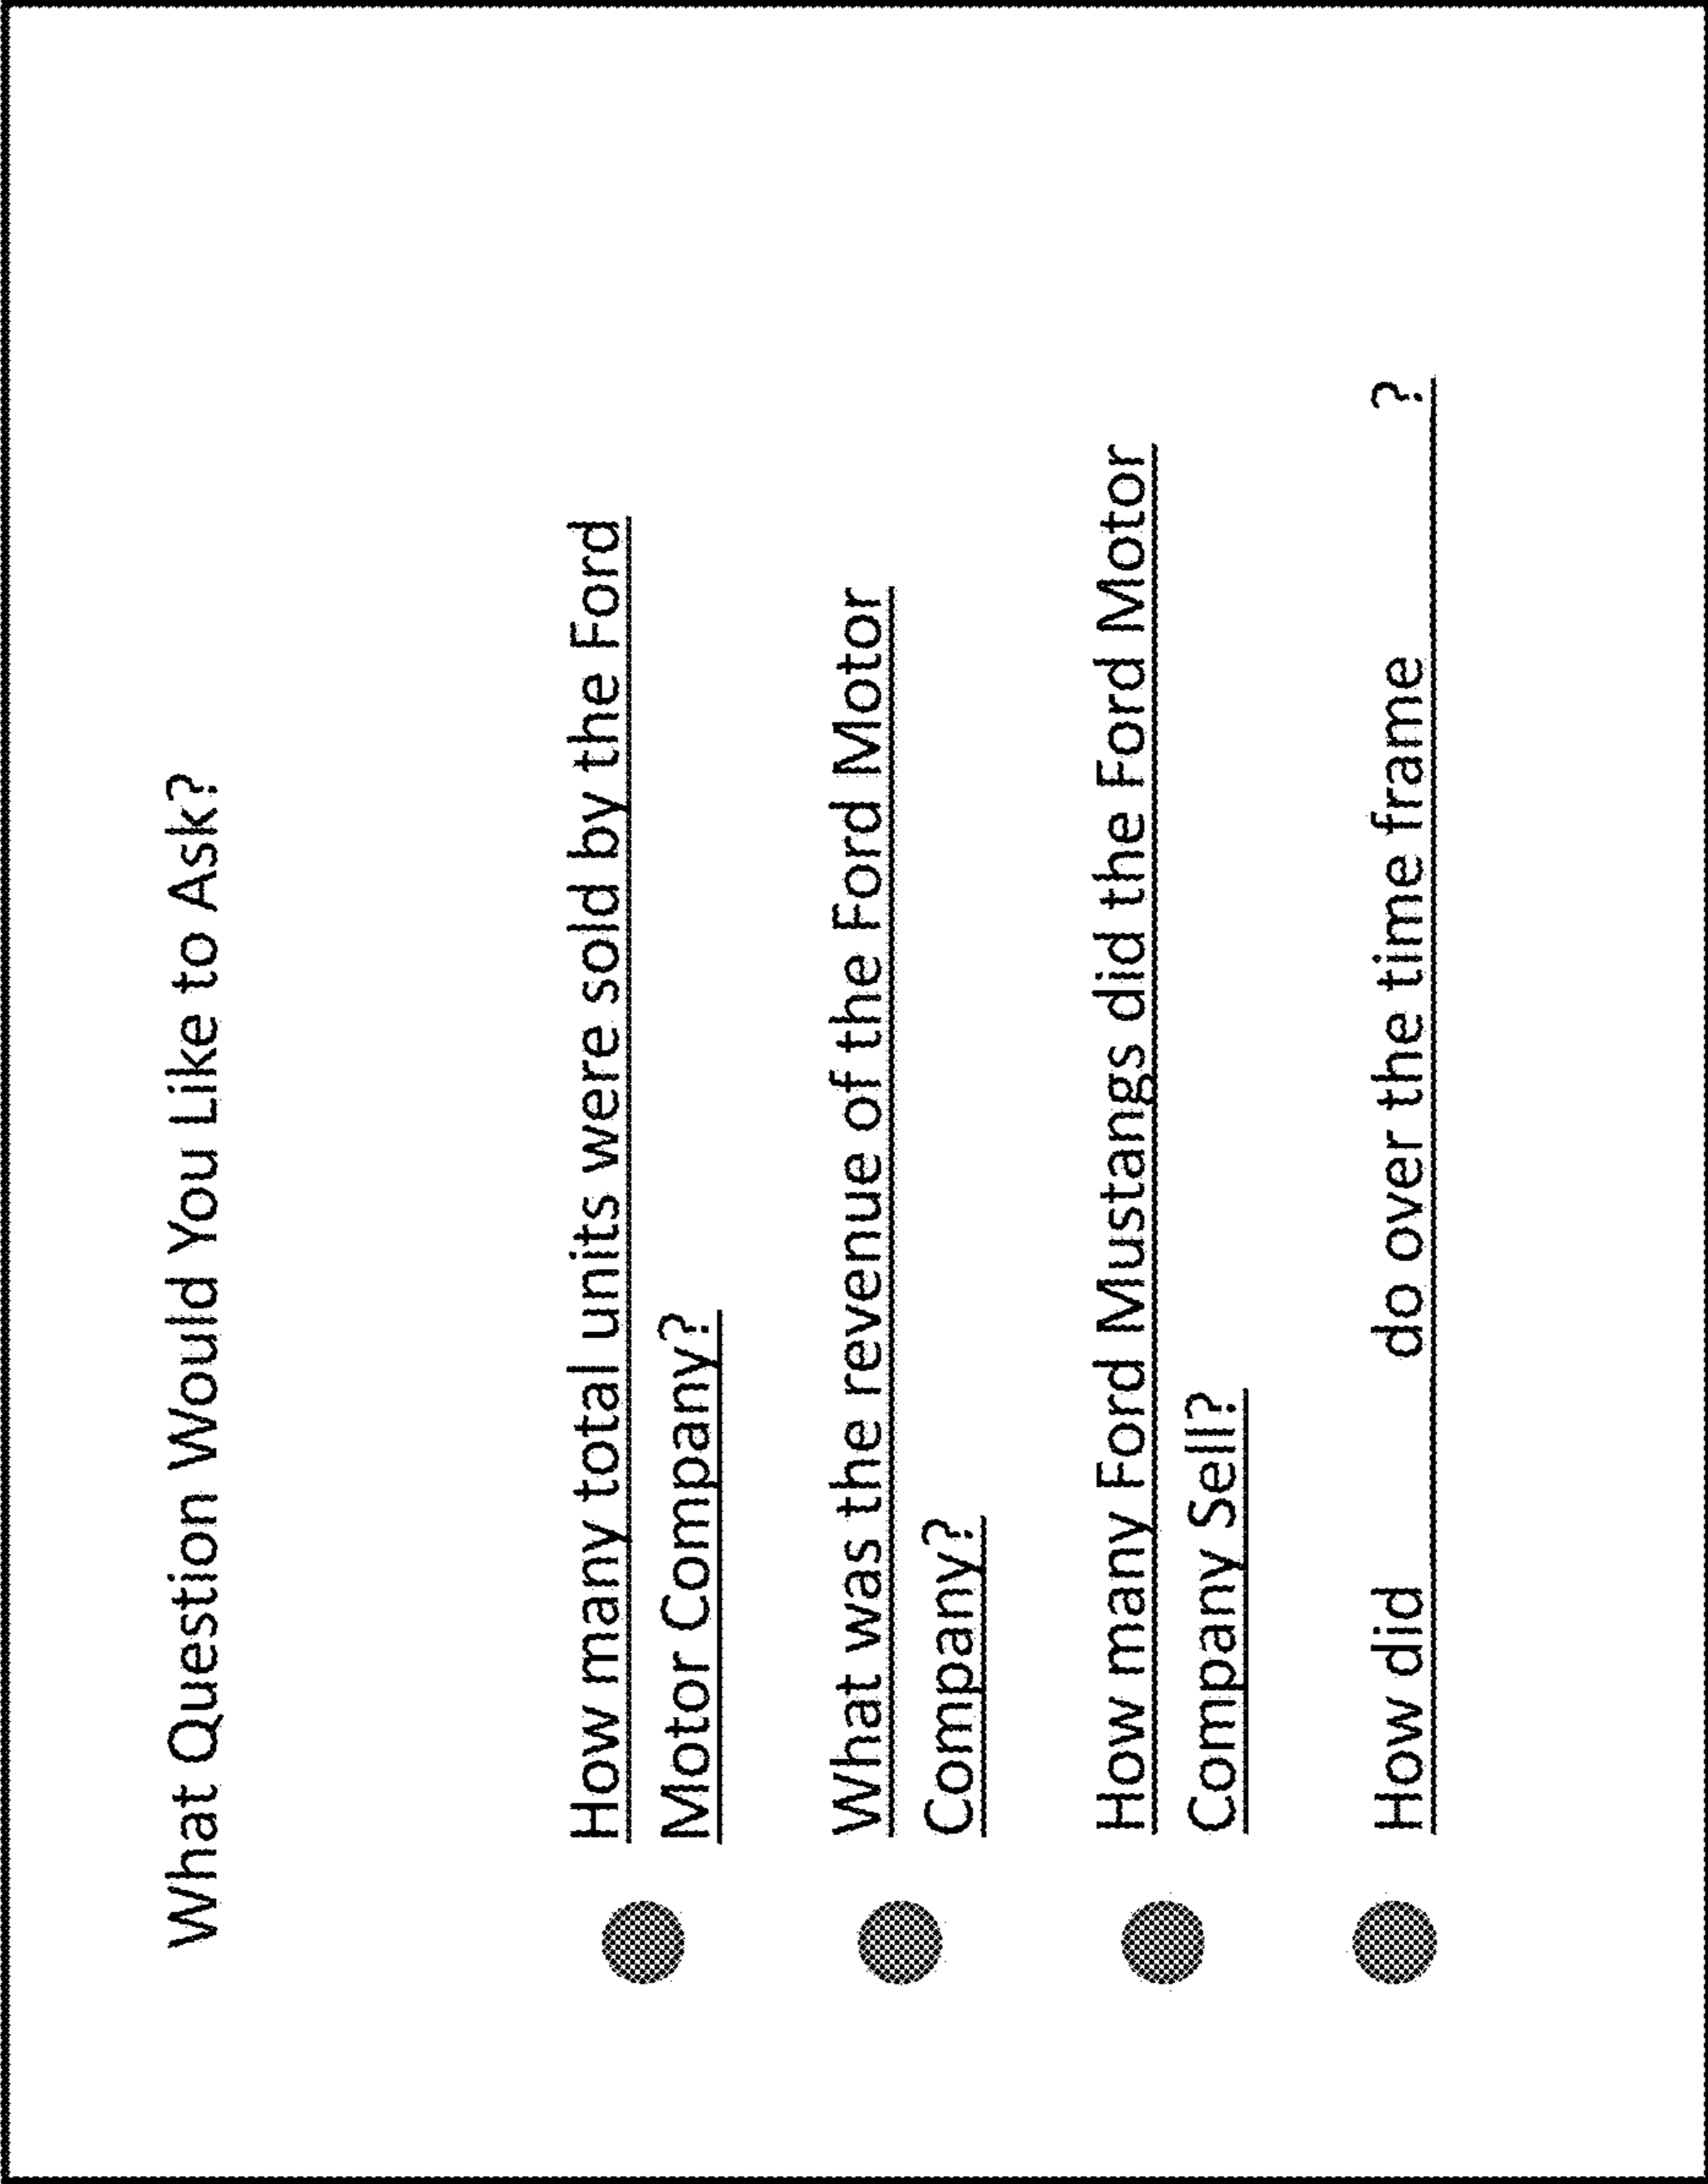 What Question Would You Like to Ask?
How many total units were sold by the Ford
Motor Company?
What was the revenue of the Ford Motor
Company?
How many Ford Mustangs did the Ford Motor
Company Sell?
How did do over the time frame ?